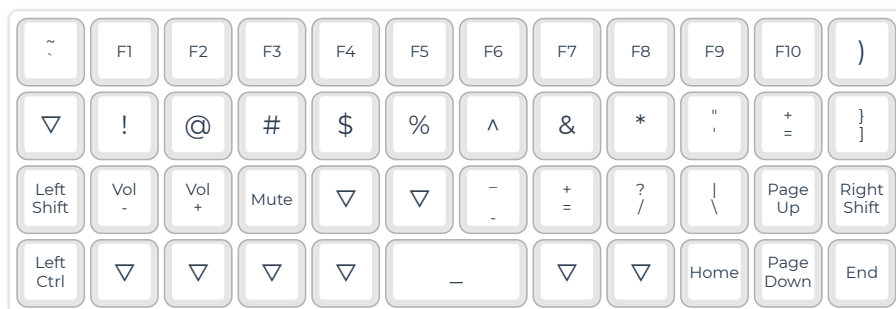 ~
`
F1
F2
F3
F4
F5
F6
F7
F8
F9
F10
)
▽
!
@
#
$
%
^
&
*
"
'
+
=
}
]
Left
Shift
Vol
-
Vol
+
Mute
▽
▽
_
-
+
=
?
/
|
\
Page
Up
Right
Shift
Left
Ctrl
▽
▽
▽
▽
_
▽
▽
Home
Page
Down
End